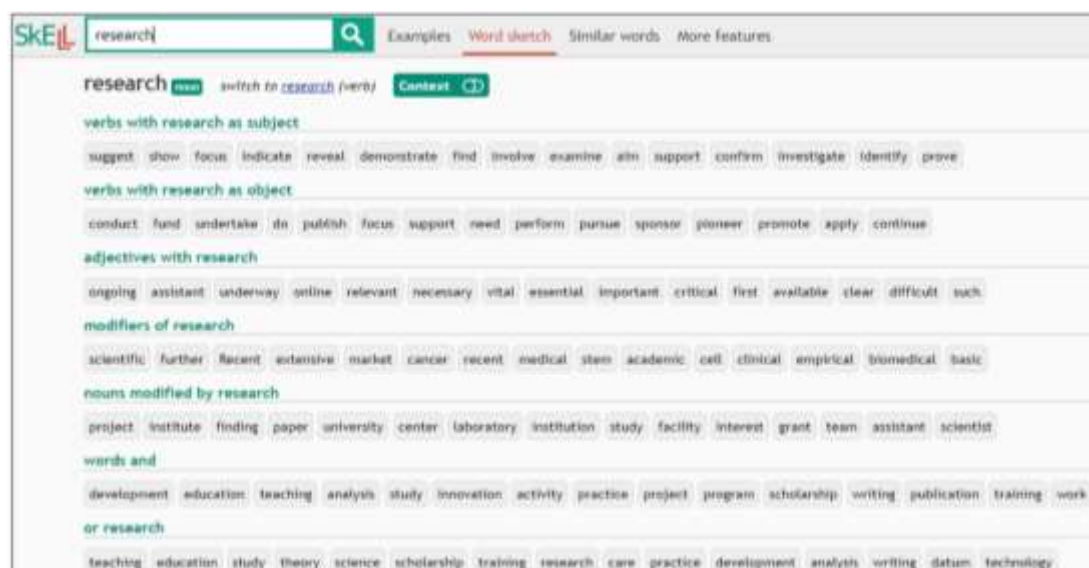 SkELL research Examples Word sketch Similar words More features
research noun switch to research (verb) Context
verbs with research as subject
suggest show focus indicate reveal demonstrate find involve examine aim support confirm investigate identify prove
verbs with research as object
conduct fund undertake do publish focus support need perform pursue sponsor pioneer promote apply continue
adjectives with research
ongoing assistant underway online relevant necessary vital essential important critical first available clear difficult such
modifiers of research
scientific further Recent extensive market cancer recent medical stem academic cell clinical empirical biomedical basic
nouns modified by research
project institute finding paper university center laboratory institution study facility interest grant team assistant scientist
words and
development education teaching analysis study innovation activity practice project program scholarship writing publication training work
or research
teaching education study theory science scholarship training research care practice development analysis writing datum technology